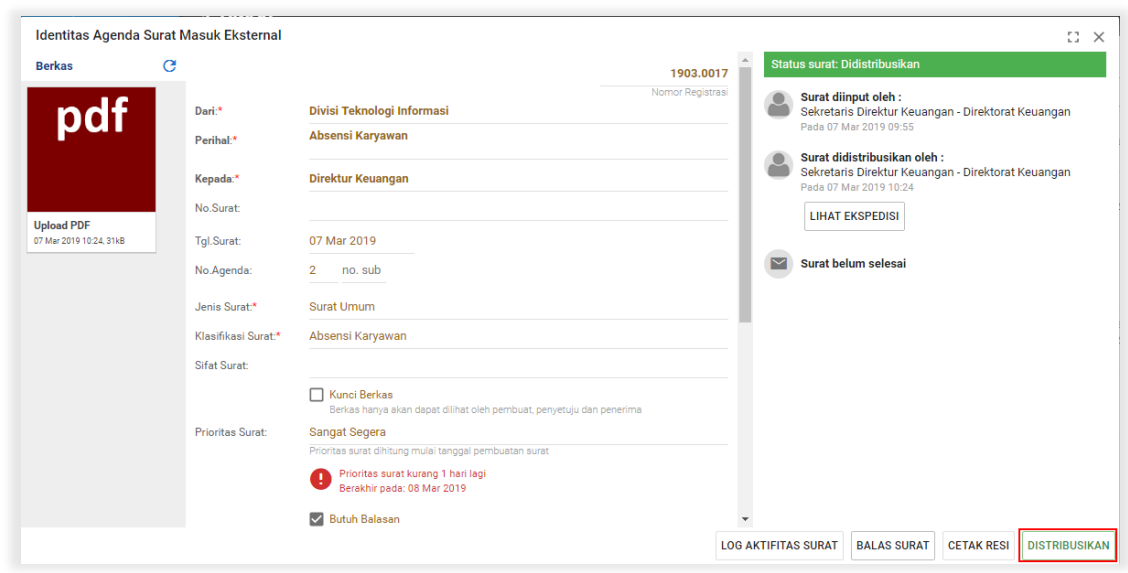 Identitas Agenda Surat Masuk Eksternal
Berkas
pdf
Upload PDF
07 Mar 2019 10:24, 31kB
1903.0017
Nomor Registrasi
Dari:* Divisi Teknologi Informasi
Perihal:* Absensi Karyawan
Kepada:* Direktur Keuangan
No.Surat:
Tgl.Surat: 07 Mar 2019
No.Agenda: 2 no. sub
Jenis Surat:* Surat Umum
Klasifikasi Surat:* Absensi Karyawan
Sifat Surat:
Kunci Berkas
Berkas hanya akan dapat dilihat oleh pembuat, penyetuju dan penerima
Prioritas Surat: Sangat Segera
Prioritas surat dihitung mulai tanggal pembuatan surat
Prioritas surat kurang 1 hari lagi
Berakhir pada: 08 Mar 2019
Butuh Balasan
Status surat: Didistribusikan
Surat diinput oleh :
Sekretaris Direktur Keuangan - Direktorat Keuangan
Pada 07 Mar 2019 09:55
Surat didistribusikan oleh :
Sekretaris Direktur Keuangan - Direktorat Keuangan
Pada 07 Mar 2019 10:24
LIHAT EKSPEDISI
Surat belum selesai
LOG AKTIFITAS SURAT BALAS SURAT CETAK RESI DISTRIBUSIKAN